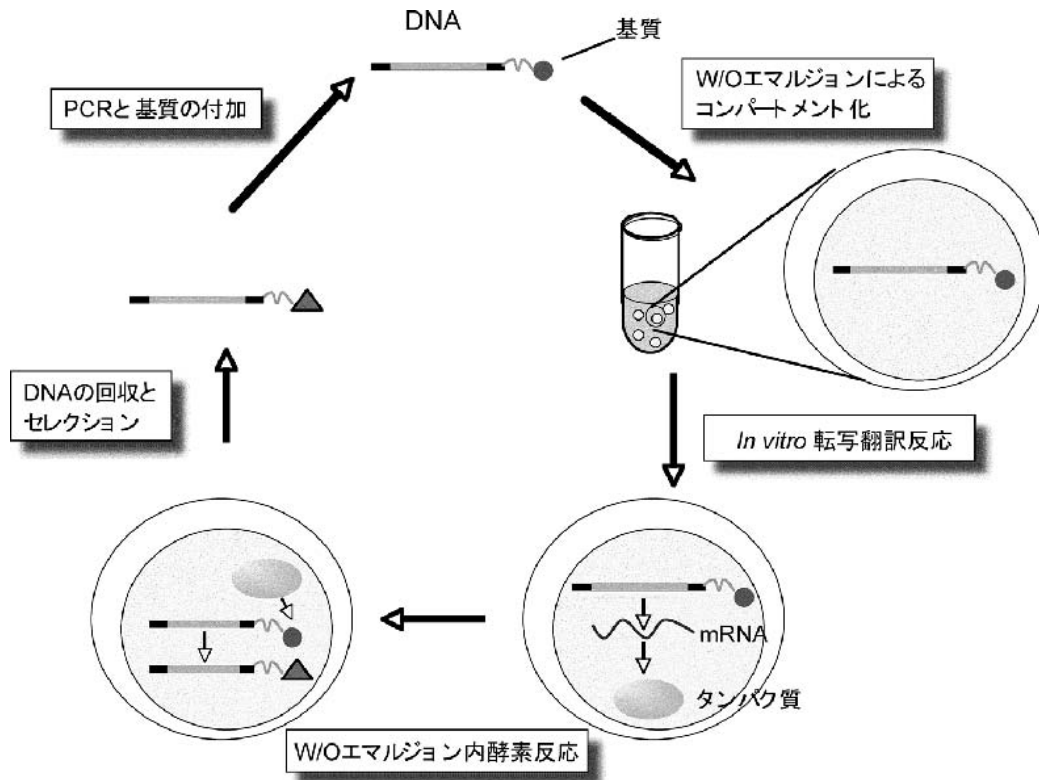 DNA
基質
W/Oエマルジョンによる
コンパートメント化
PCRと基質の付加
DNAの回収と
セレクション
In vitro 転写翻訳反応
mRNA
タンパク質
W/Oエマルジョン内酵素反応